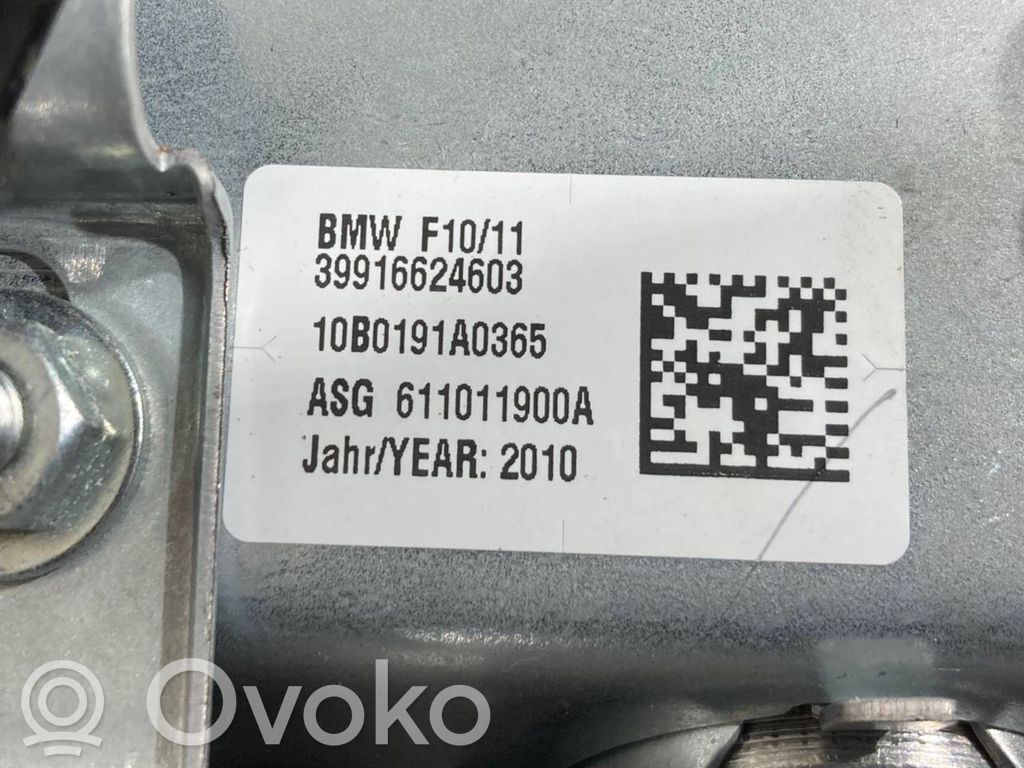 BMW F10/11
39916624603
10B0191A0365
ASG 611011900A
Jahr/YEAR: 2010
Ovoko